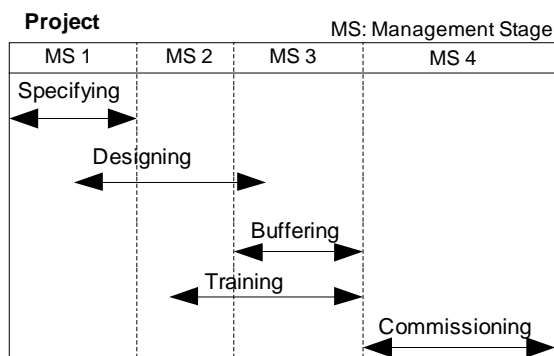 Project
MS: Management Stage
MS 1 MS 2 MS 3 MS 4
Specifying
Designing
Buffering
Training
Commissioning